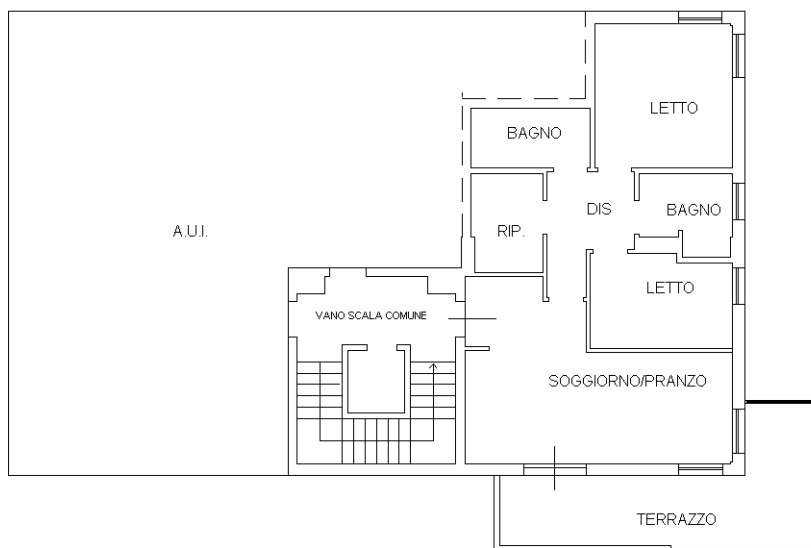 LETTO
BAGNO
DIS
BAGNO
A.U.I.
RIP.
LETTO
VANO SCALA COMUNE
SOGGIORNO/PRANZO
TERRAZZO